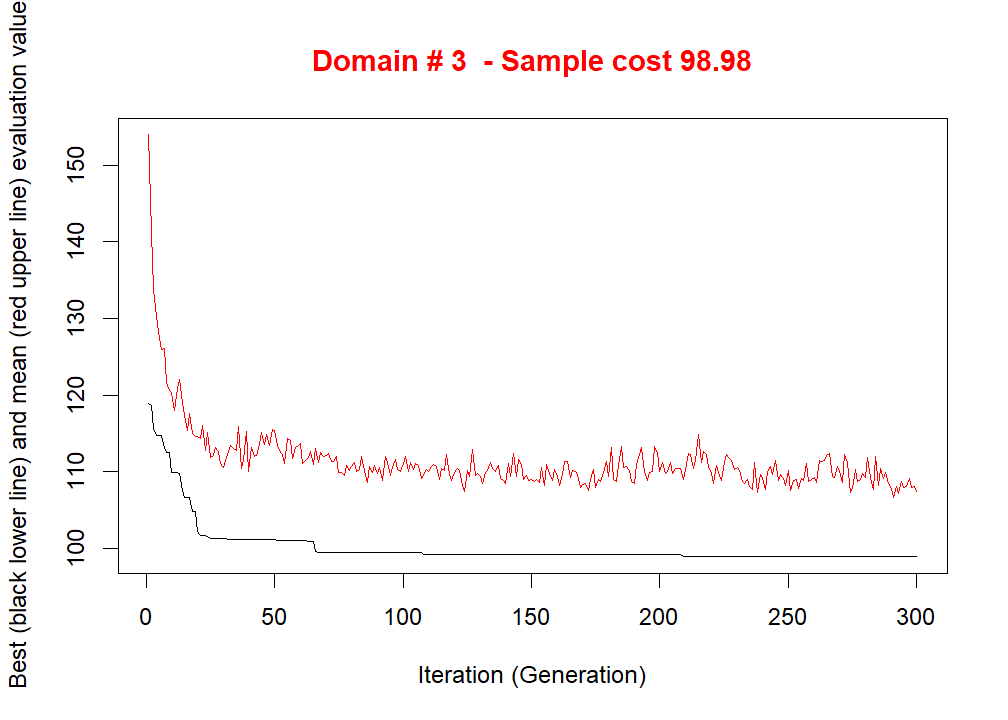 Domain # 3  - Sample cost 98.98
Best (black lower line) and mean (red upper line) evaluation value
150
140
130
120
110
100
0 50 100 150 200 250 300
Iteration (Generation)